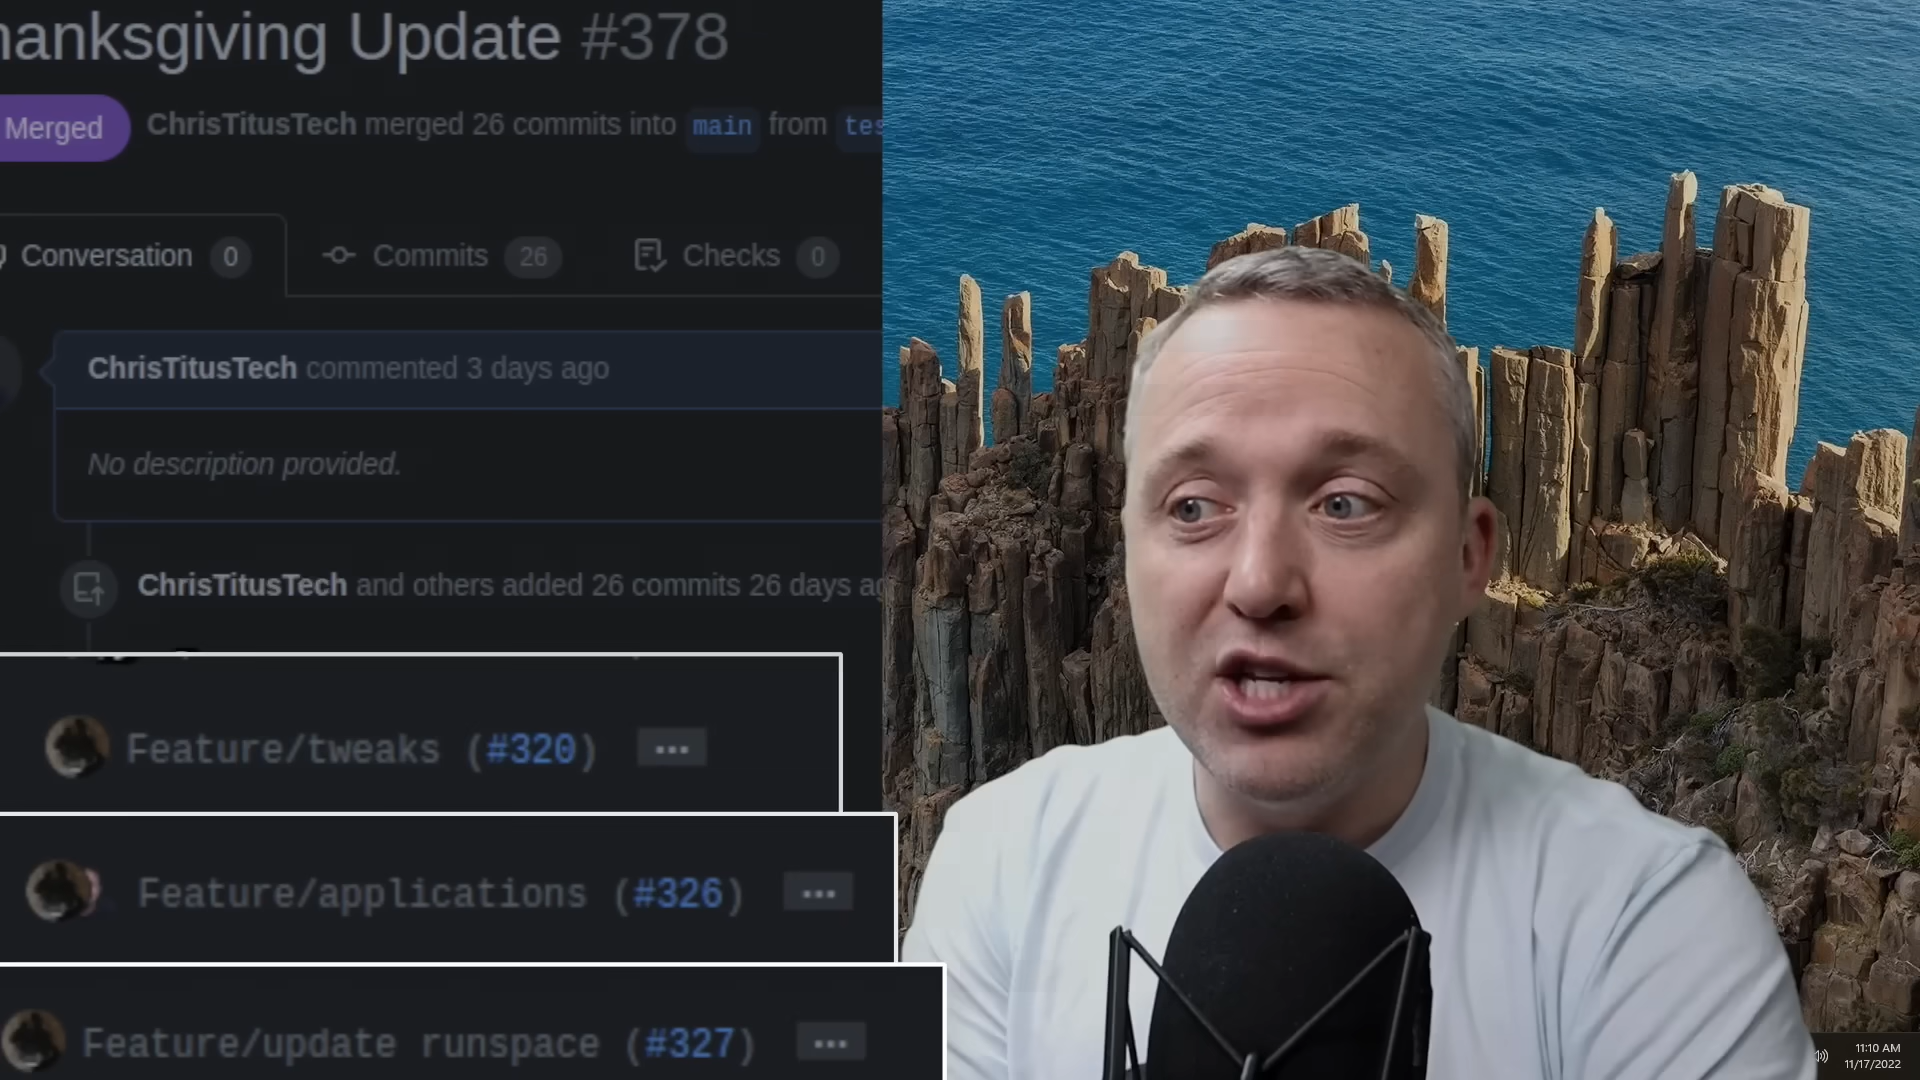 hanksgiving Update #378
Merged ChrisTitusTech merged 26 commits into main from tes
Conversation 0 Commits 26 Checks 0
ChrisTitusTech commented 3 days ago
No description provided.
ChrisTitusTech and others added 26 commits 26 days ag
Feature/tweaks (#320) ...
Feature/applications (#326) ...
Feature/update runspace (#327) ...
11:10 AM
11/17/2022